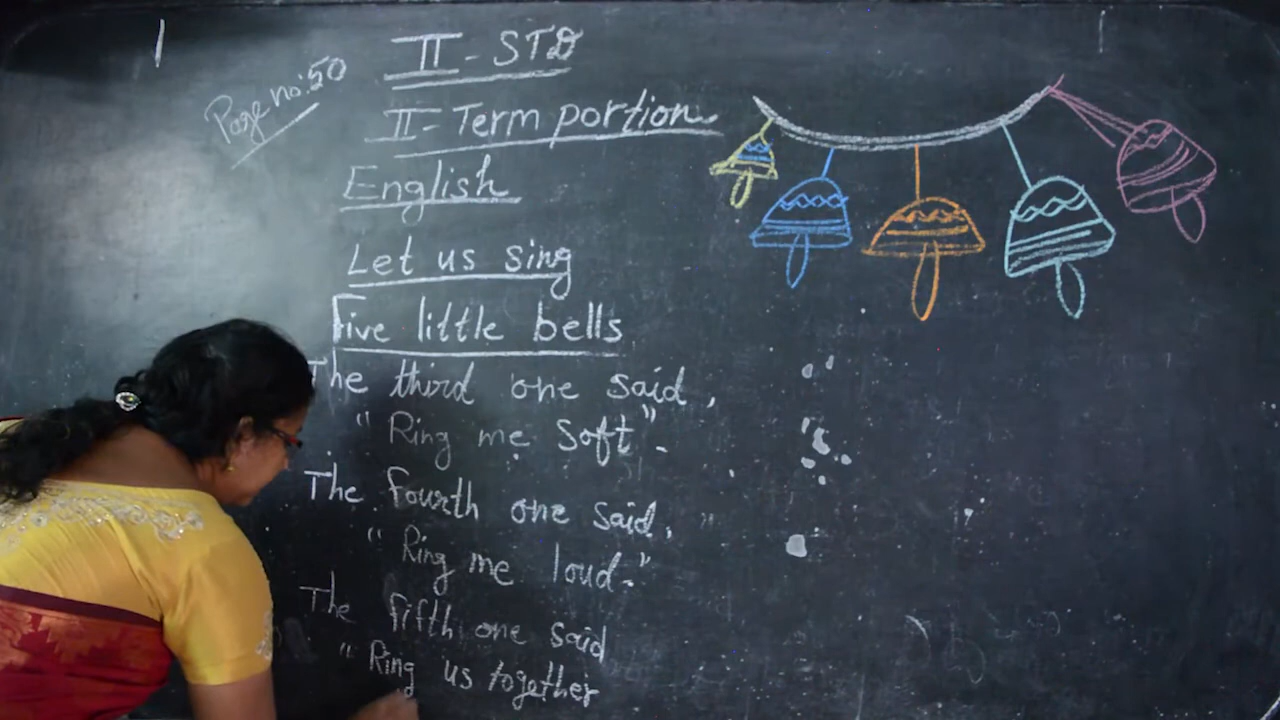 Page no:50
II - STD
II - Term portion
English
Let us sing
Five little bells
The third one said,
"Ring me soft".
The fourth one said,
"Ring me loud."
The fifth one said
"Ring us together